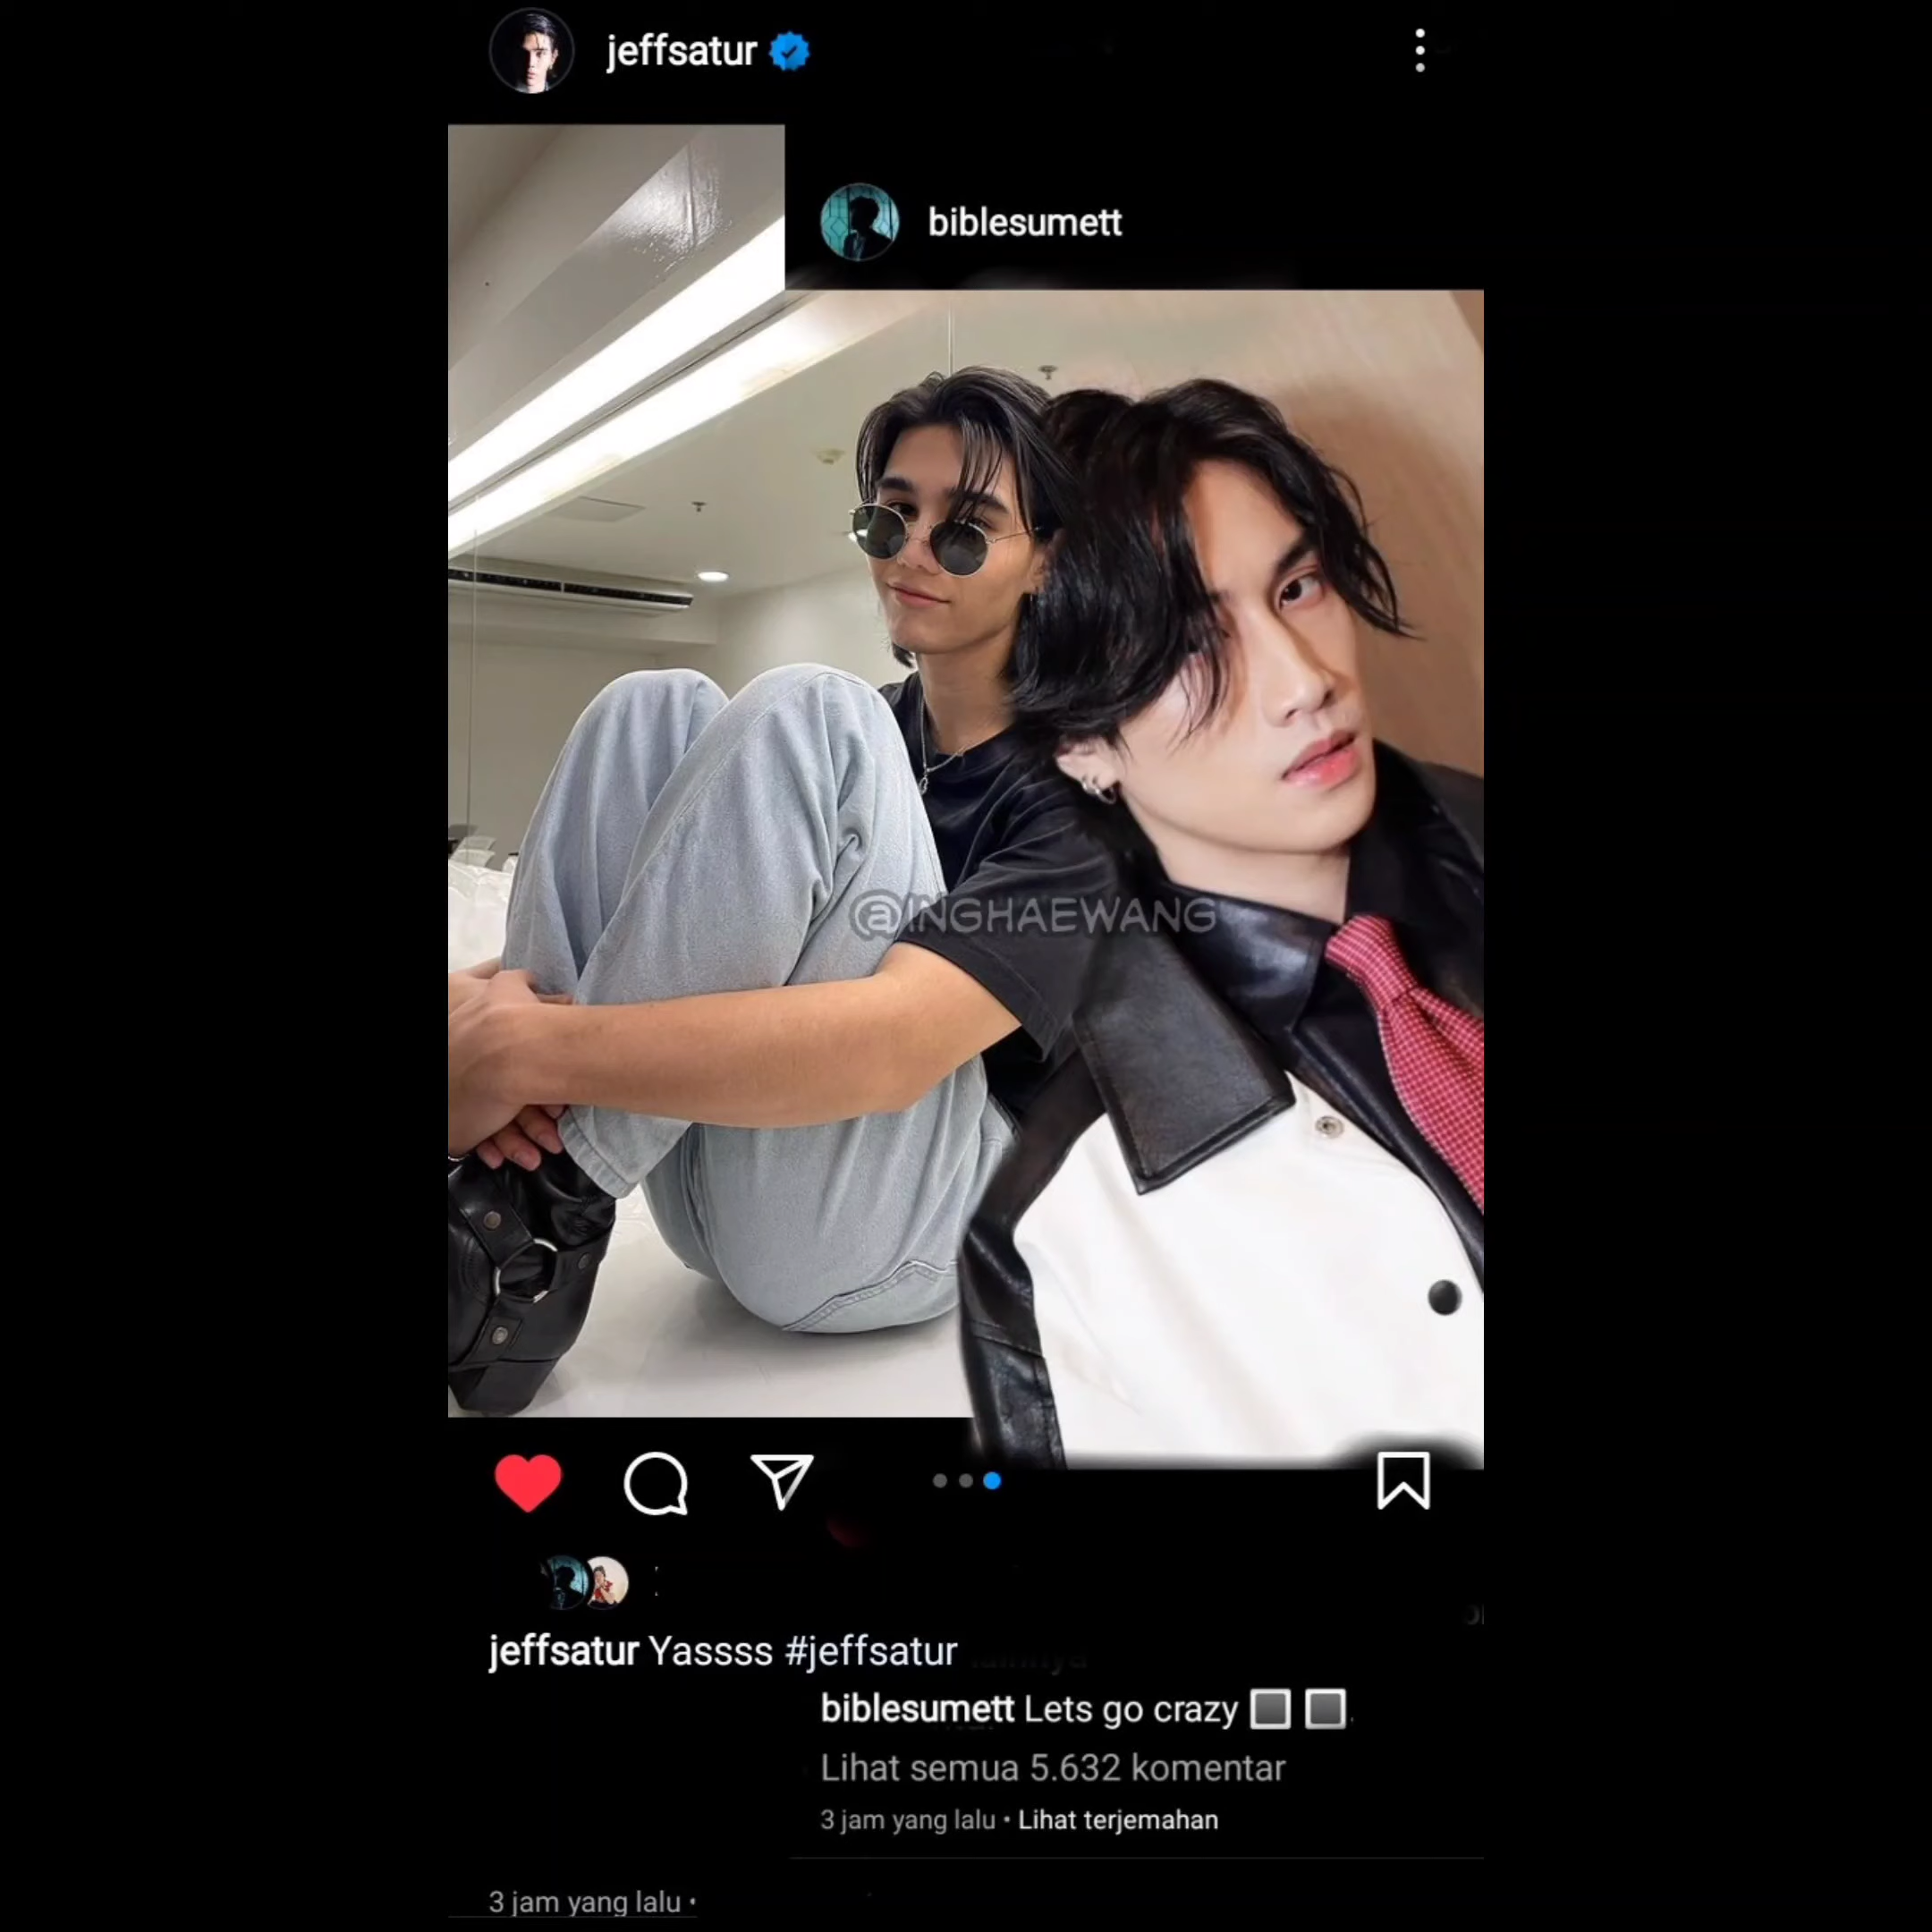 jeffsatur
biblesumett
@INGHAEWANG
jeffsatur Yassss #jeffsatur
biblesumett Lets go crazy
Lihat semua 5.632 komentar
3 jam yang lalu • Lihat terjemahan
3 jam yang lalu •